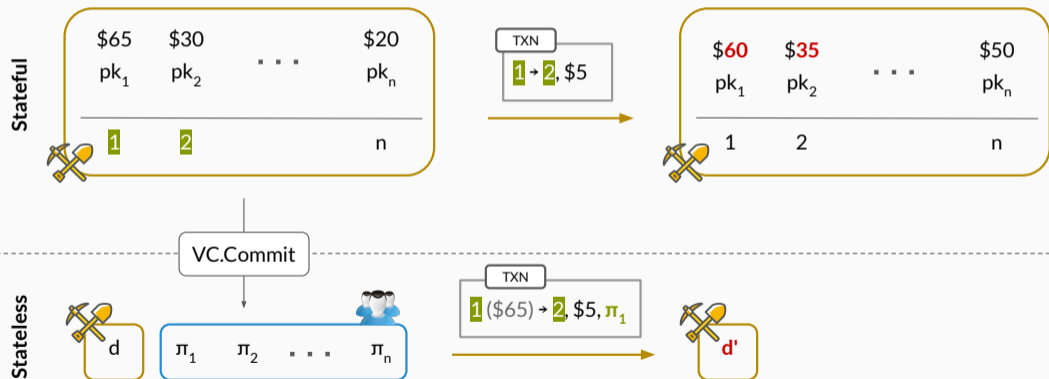 Stateful
$65 $30 ... $20
pk1 pk2 pkn
1 2 n
TXN
1 → 2, $5
$60 $35 ... $50
pk1 pk2 pkn
1 2 n
VC.Commit
Stateless
d
π1 π2 ... πn
TXN
1 ($65) → 2, $5, π1
d'